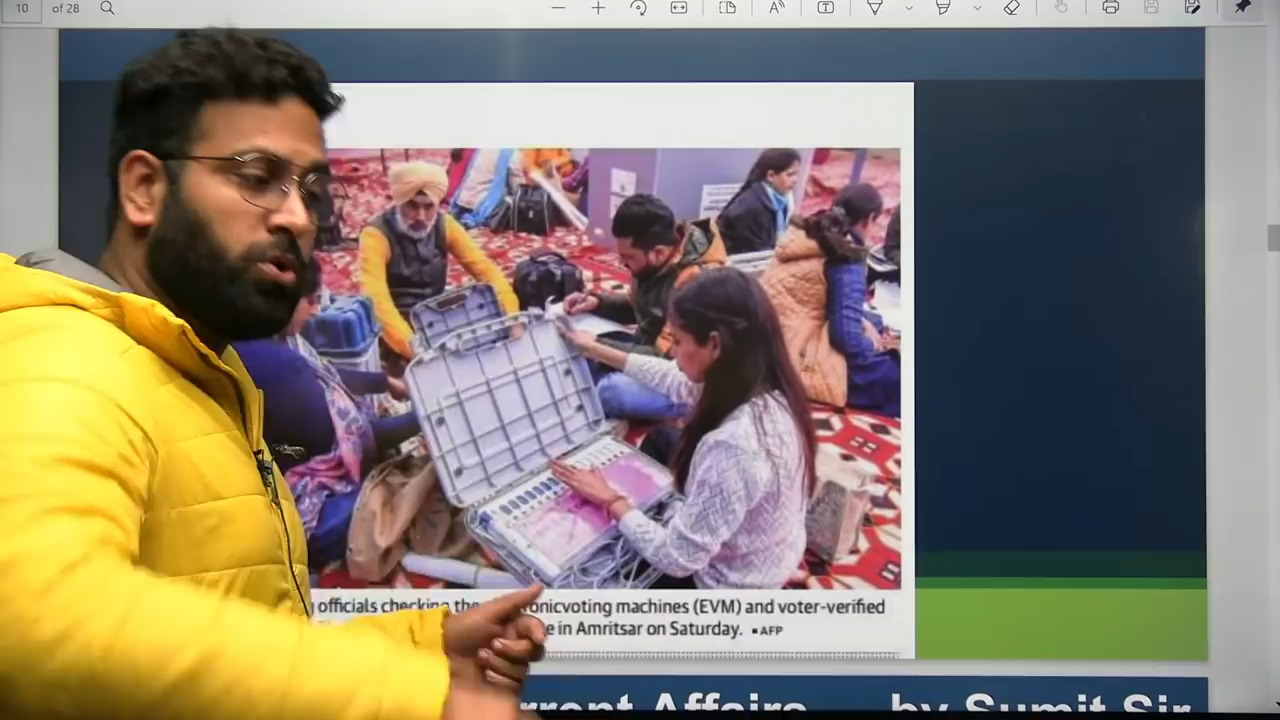 10 of 28
officials checking the
voting machines (EVM) and voter-verified
in Amritsar on Saturday. ▪AFP
Current Affairs by Sumit Sir